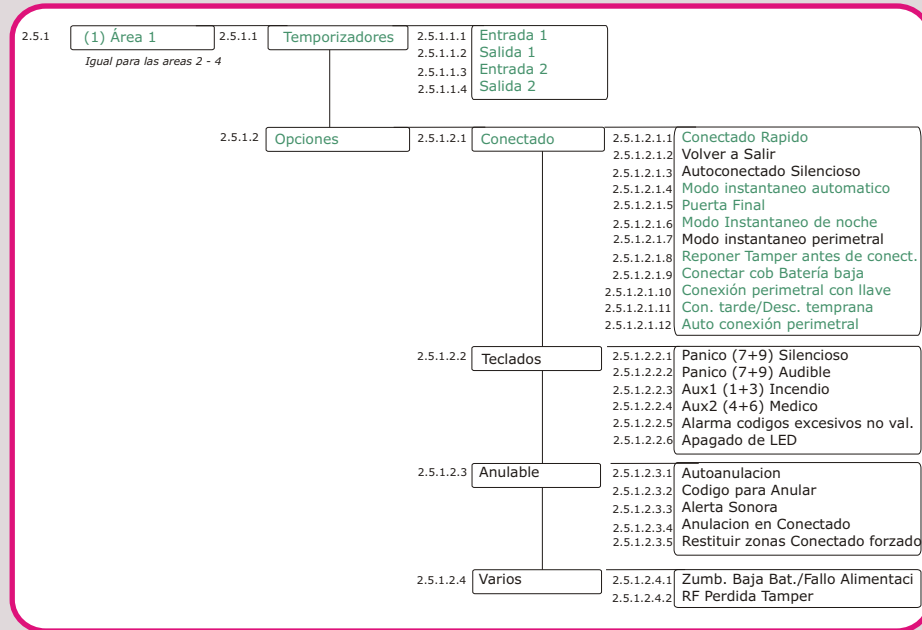 2.5.1 (1) Área 1 2.5.1.1 Temporizadores 2.5.1.1.1 Entrada 1
2.5.1.1.2 Salida 1
Igual para las areas 2 - 4
2.5.1.1.3 Entrada 2
2.5.1.1.4 Salida 2
2.5.1.2 Opciones 2.5.1.2.1 Conectado 2.5.1.2.1.1 Conectado Rapido
2.5.1.2.1.2 Volver a Salir
2.5.1.2.1.3 Autoconectado Silencioso
2.5.1.2.1.4 Modo instantaneo automatico
2.5.1.2.1.5 Puerta Final
2.5.1.2.1.6 Modo Instantaneo de noche
2.5.1.2.1.7 Modo instantaneo perimetral
2.5.1.2.1.8 Reponer Tamper antes de conect.
2.5.1.2.1.9 Conectar cob Batería baja
2.5.1.2.1.10 Conexión perimetral con llave
2.5.1.2.1.11 Con. tarde/Desc. temprana
2.5.1.2.1.12 Auto conexión perimetral
2.5.1.2.2 Teclados 2.5.1.2.2.1 Panico (7+9) Silencioso
2.5.1.2.2.2 Panico (7+9) Audible
2.5.1.2.2.3 Aux1 (1+3) Incendio
2.5.1.2.2.4 Aux2 (4+6) Medico
2.5.1.2.2.5 Alarma codigos excesivos no val.
2.5.1.2.2.6 Apagado de LED
2.5.1.2.3 Anulable 2.5.1.2.3.1 Autoanulacion
2.5.1.2.3.2 Codigo para Anular
2.5.1.2.3.3 Alerta Sonora
2.5.1.2.3.4 Anulacion en Conectado
2.5.1.2.3.5 Restituir zonas Conectado forzado
2.5.1.2.4 Varios 2.5.1.2.4.1 Zumb. Baja Bat./Fallo Alimentaci
2.5.1.2.4.2 RF Perdida Tamper